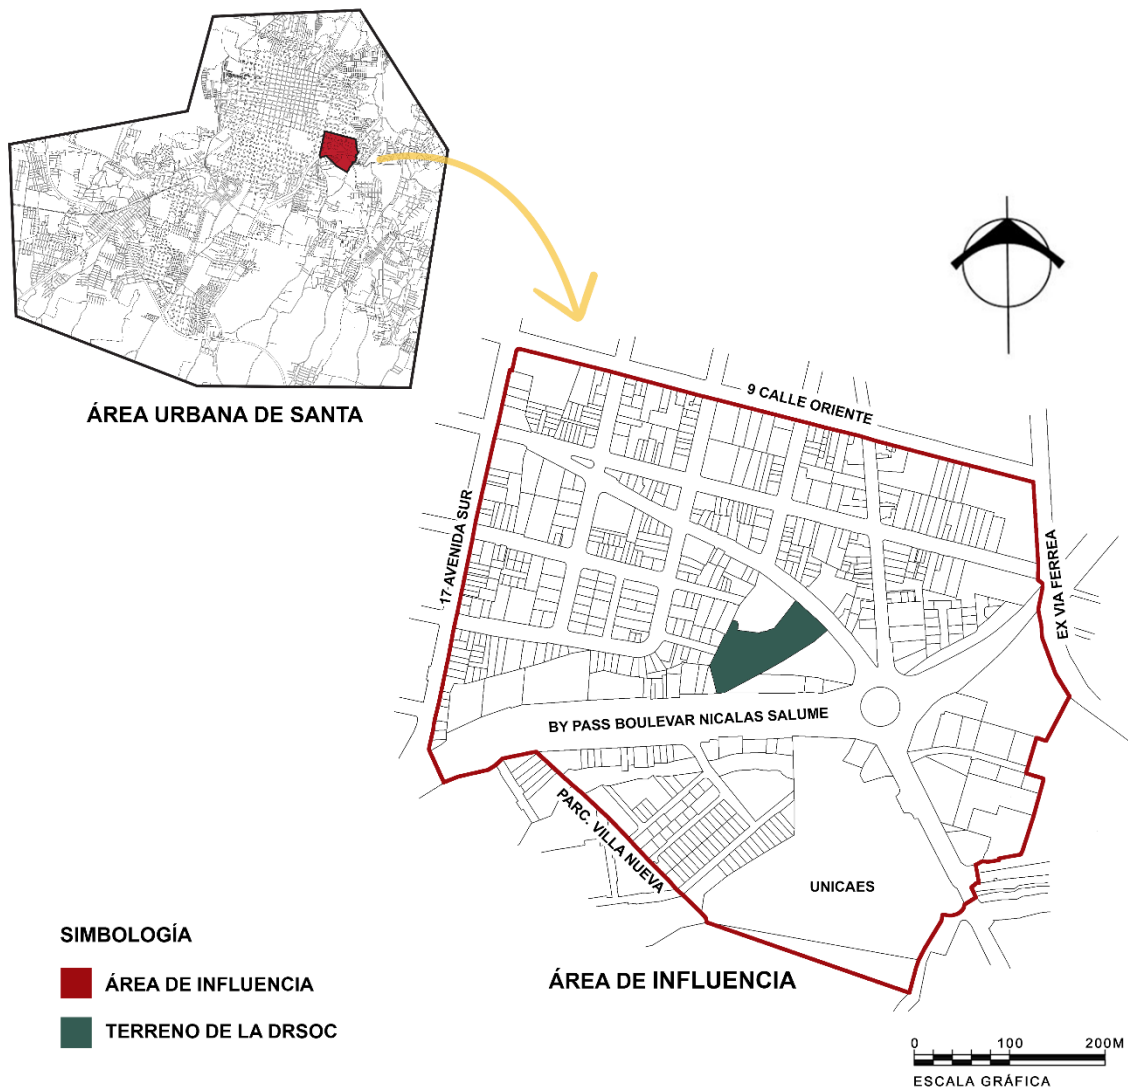 ÁREA URBANA DE SANTA
9 CALLE ORIENTE
17 AVENIDA SUR
EX VIA FERREA
BY PASS BOULEVAR NICALAS SALUME
PARC. VILLA NUEVA
UNICAES
SIMBOLOGÍA
ÁREA DE INFLUENCIA
TERRENO DE LA DRSOC
ÁREA DE INFLUENCIA
0 100 200M
ESCALA GRÁFICA